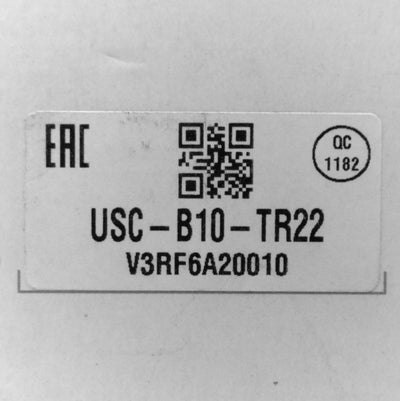 EAC
QC
1182
USC-B10-TR22
V3RF6A20010